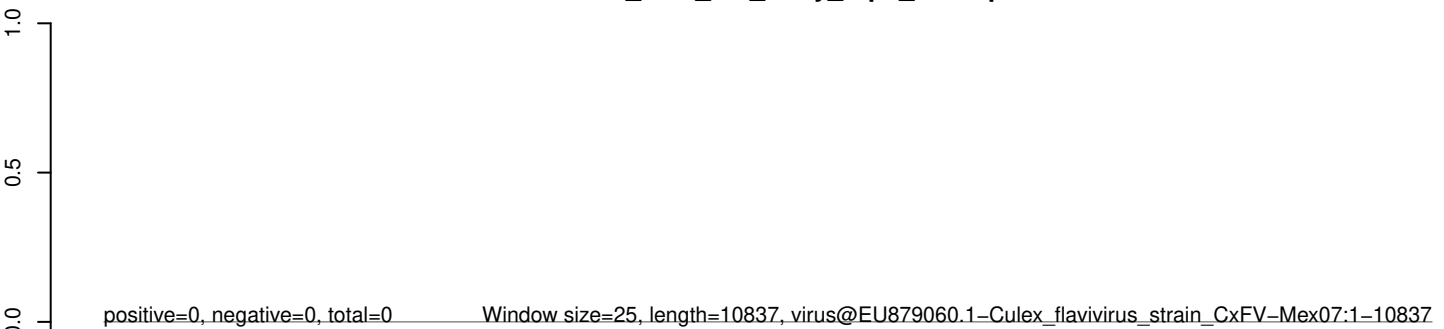 1.0
0.5
0.0
positive=0, negative=0, total=0 Window size=25, length=10837, virus@EU879060.1−Culex_flavivirus_strain_CxFV−Mex07:1−10837